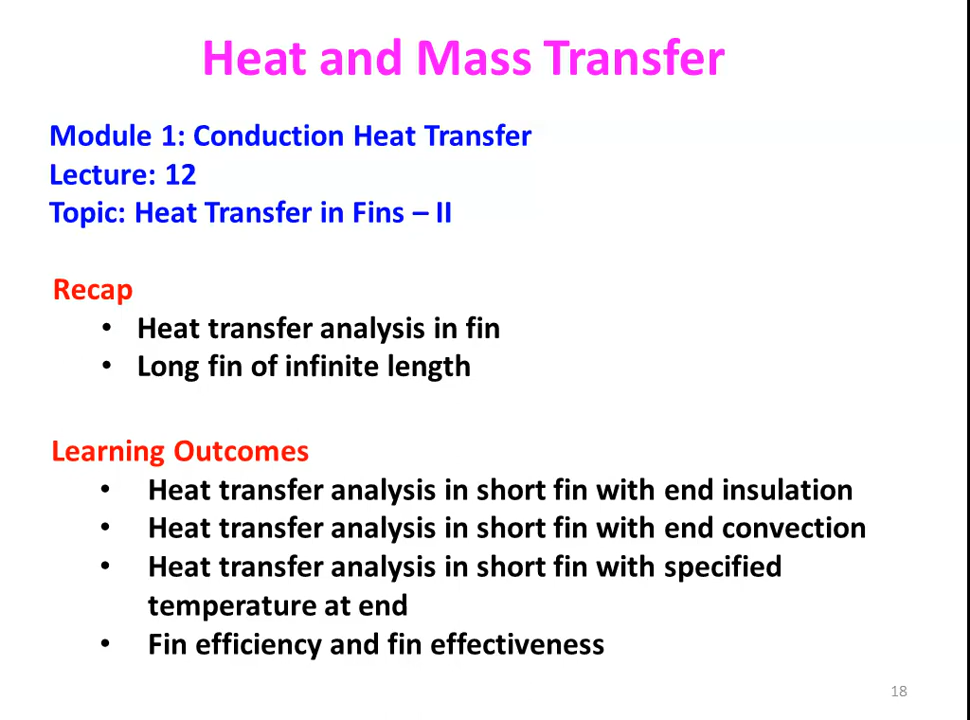 Heat and Mass Transfer
Module 1: Conduction Heat Transfer
Lecture: 12
Topic: Heat Transfer in Fins – II
Recap
• Heat transfer analysis in fin
• Long fin of infinite length
Learning Outcomes
• Heat transfer analysis in short fin with end insulation
• Heat transfer analysis in short fin with end convection
• Heat transfer analysis in short fin with specified
temperature at end
• Fin efficiency and fin effectiveness
18